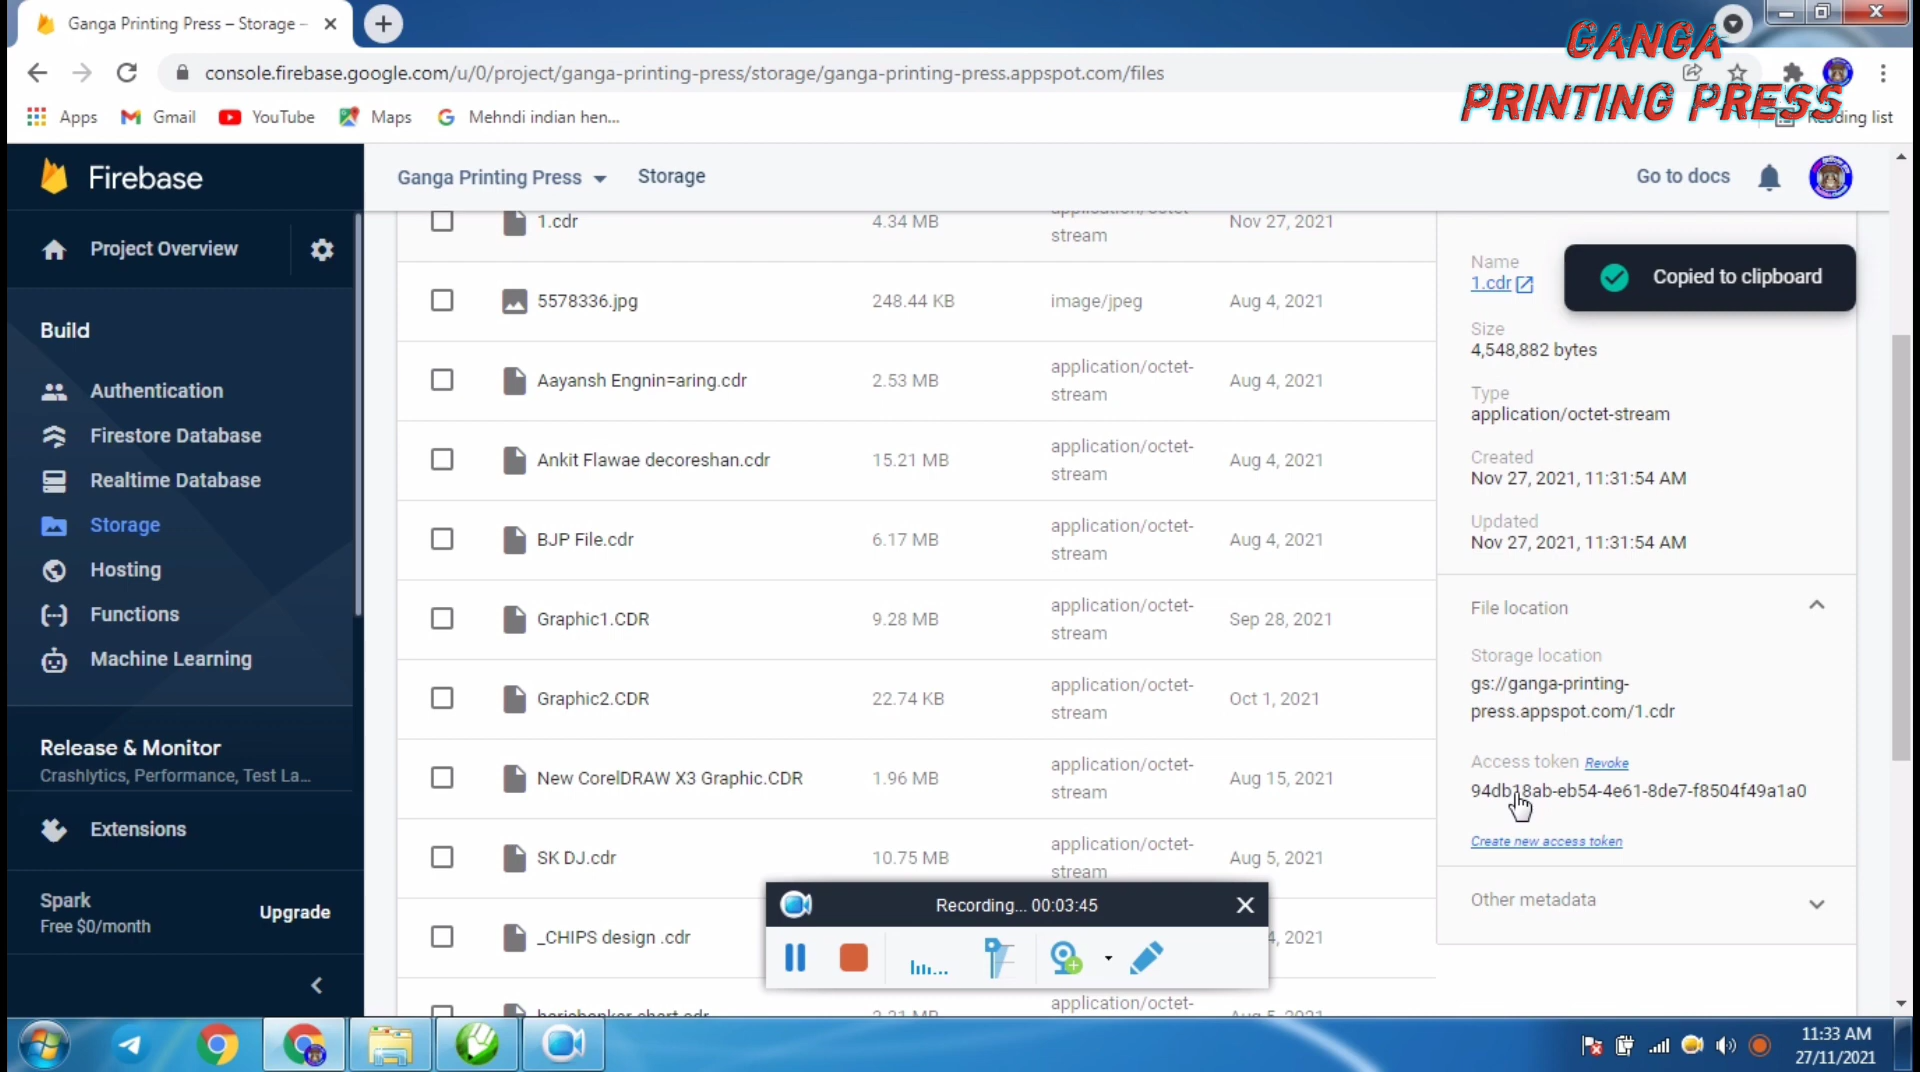 Ganga Printing Press – Storage –
GANGA
PRINTING PRESS
console.firebase.google.com/u/0/project/ganga-printing-press/storage/ganga-printing-press.appspot.com/files
Apps Gmail YouTube Maps Mehndi indian hen... Reading list
Firebase
Ganga Printing Press Storage Go to docs
Project Overview
Build
Authentication
Firestore Database
Realtime Database
Storage
Hosting
Functions
Machine Learning
Release & Monitor
Crashlytics, Performance, Test La...
Extensions
Spark
Free $0/month
Upgrade
1.cdr 4.34 MB application/octet-stream Nov 27, 2021
5578336.jpg 248.44 KB image/jpeg Aug 4, 2021
Aayansh Engnin=aring.cdr 2.53 MB application/octet-stream Aug 4, 2021
Ankit Flawae decoreshan.cdr 15.21 MB application/octet-stream Aug 4, 2021
BJP File.cdr 6.17 MB application/octet-stream Aug 4, 2021
Graphic1.CDR 9.28 MB application/octet-stream Sep 28, 2021
Graphic2.CDR 22.74 KB application/octet-stream Oct 1, 2021
New CorelDRAW X3 Graphic.CDR 1.96 MB application/octet-stream Aug 15, 2021
SK DJ.cdr 10.75 MB application/octet-stream Aug 5, 2021
_CHIPS design .cdr 4, 2021
application/octet-
Name
1.cdr
Copied to clipboard
Size
4,548,882 bytes
Type
application/octet-stream
Created
Nov 27, 2021, 11:31:54 AM
Updated
Nov 27, 2021, 11:31:54 AM
File location
Storage location
gs://ganga-printing-
press.appspot.com/1.cdr
Access token Revoke
94db18ab-eb54-4e61-8de7-f8504f49a1a0
Create new access token
Other metadata
Recording... 00:03:45
11:33 AM
27/11/2021